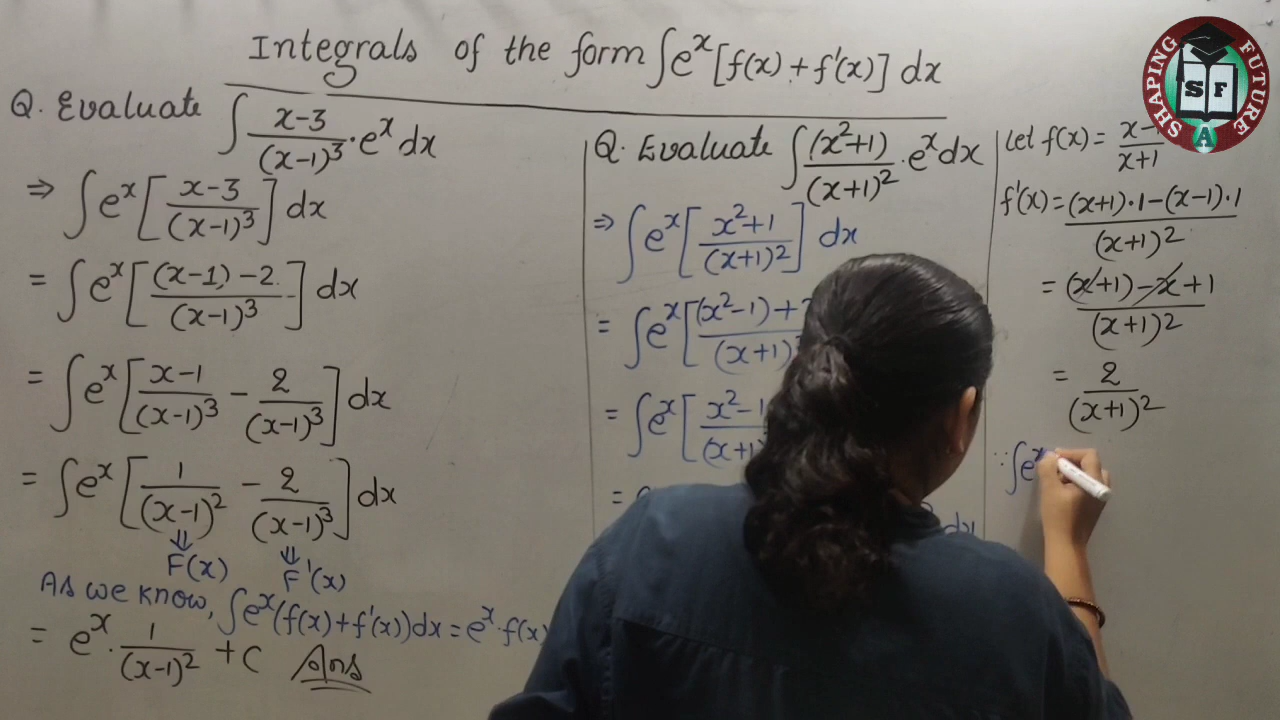 Integrals of the form ∫eˣ[f(x) + f'(x)] dx
Q. Evaluate ∫ (x-3)/(x-1)³ · eˣ dx
⇒ ∫eˣ [ (x-3)/(x-1)³ ] dx
= ∫eˣ [ ((x-1)-2)/(x-1)³ ] dx
= ∫eˣ [ (x-1)/(x-1)³ - 2/(x-1)³ ] dx
= ∫eˣ [ 1/(x-1)² - 2/(x-1)³ ] dx
⇓ ⇓
F(x) F'(x)
As we know, ∫eˣ(f(x)+f'(x))dx = eˣ·f(x)
= eˣ · 1/(x-1)² + C Ans
Q. Evaluate ∫ (x²+1)/(x+1)² · eˣ dx
⇒ ∫eˣ [ (x²+1)/(x+1)² ] dx
= ∫eˣ [ (x²-1)+ / (x+1)
= ∫eˣ [ x²-1 / (x+1)
= dx
Let f(x) = x- / x+1
f'(x) = ((x+1)·1-(x-1)·1)/(x+1)²
= ((x+1)-x+1)/(x+1)²
= 2/(x+1)²
∵ ∫eˣ
SHAPING FUTURE
S F
A